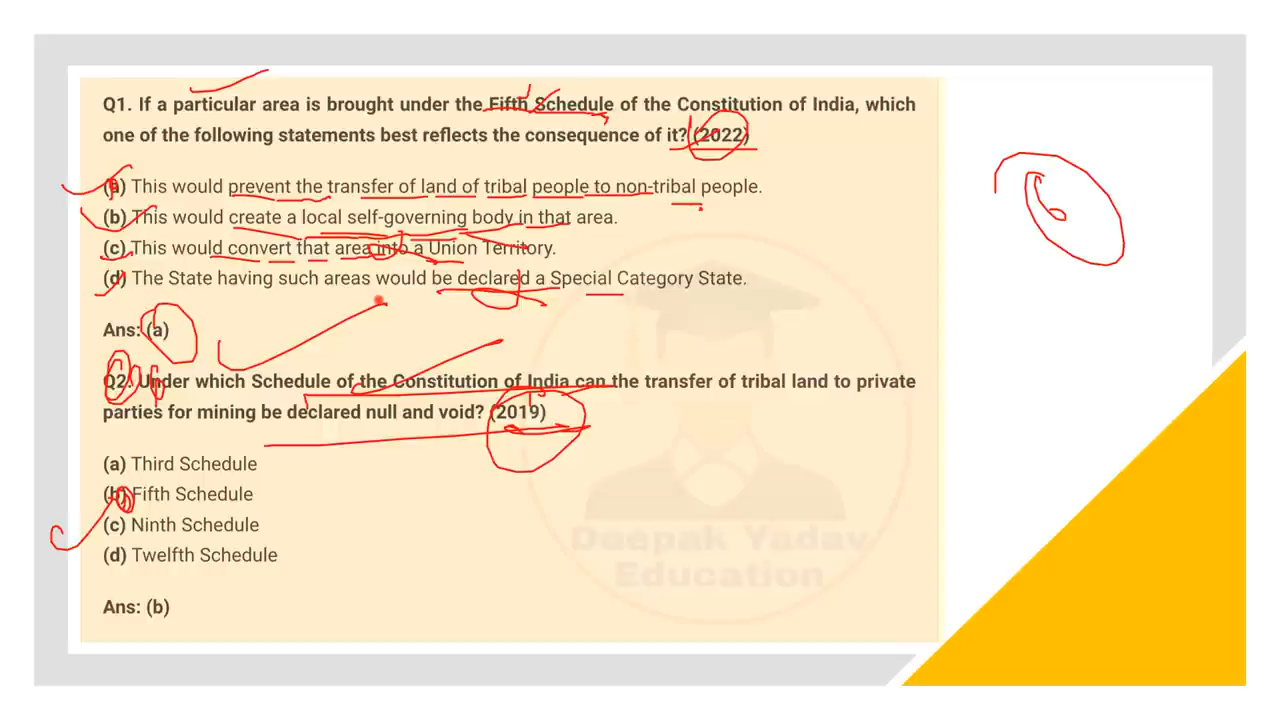 Q1. If a particular area is brought under the Fifth Schedule of the Constitution of India, which
one of the following statements best reflects the consequence of it? (2022)
(a) This would prevent the transfer of land of tribal people to non-tribal people.
(b) This would create a local self-governing body in that area.
(c) This would convert that area into a Union Territory.
(d) The State having such areas would be declared a Special Category State.
Ans: (a)
Q2. Under which Schedule of the Constitution of India can the transfer of tribal land to private
parties for mining be declared null and void? (2019)
(a) Third Schedule
(b) Fifth Schedule
(c) Ninth Schedule
(d) Twelfth Schedule
Ans: (b)
Deepak Yadav
Education